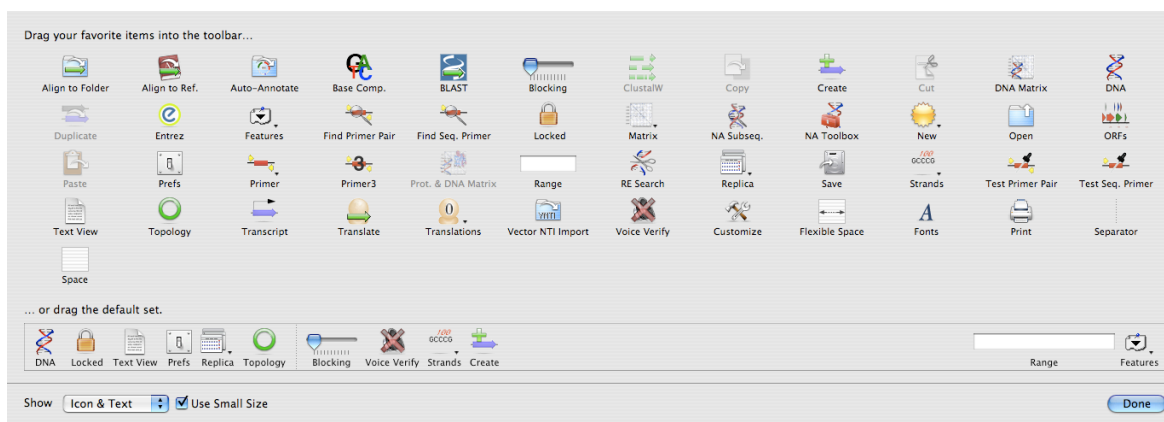 Drag your favorite items into the toolbar...
Align to Folder Align to Ref. Auto-Annotate Base Comp. BLAST Blocking ClustalW Copy Create Cut DNA Matrix DNA
Duplicate Entrez Features Find Primer Pair Find Seq. Primer Locked Matrix NA Subseq. NA Toolbox New Open ORFs
100
GCCCG
Paste Prefs Primer Primer3 Prot. & DNA Matrix Range RE Search Replica Save Strands Test Primer Pair Test Seq. Primer
Text View Topology Transcript Translate Translations Vector NTI Import Voice Verify Customize Flexible Space Fonts Print Separator
Space
... or drag the default set.
100
GCCCG
DNA Locked Text View Prefs Replica Topology Blocking Voice Verify Strands Create Range Features
Show Icon & Text Use Small Size Done